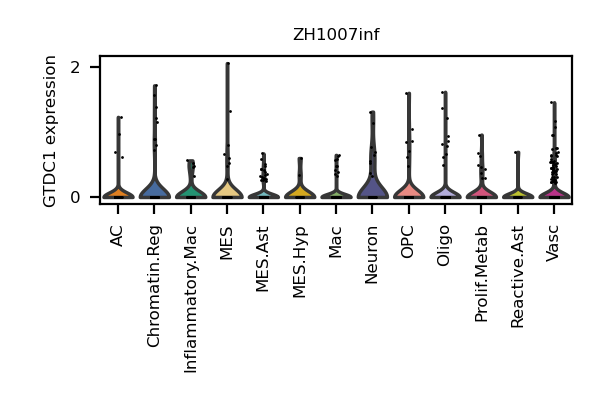 ZH1007inf
GTDC1 expression
2
0
AC
Chromatin.Reg
Inflammatory.Mac
MES
MES.Ast
MES.Hyp
Mac
Neuron
OPC
Oligo
Prolif.Metab
Reactive.Ast
Vasc